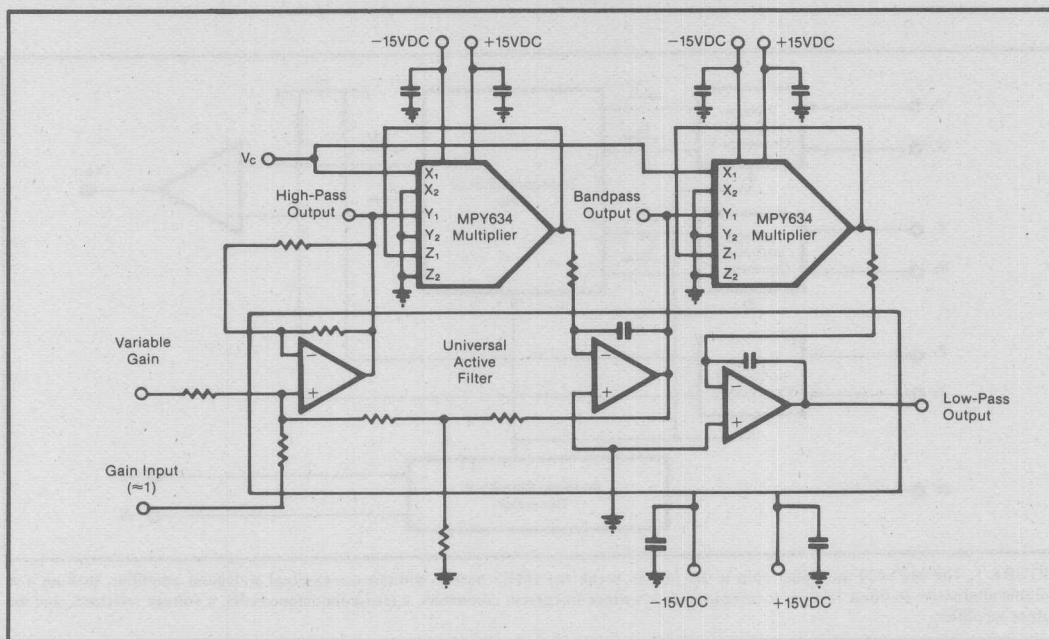 −15VDC
+15VDC
−15VDC
+15VDC
Vc
High-Pass
Output
X1
X2
Y1
Y2
Z1
Z2
MPY634
Multiplier
Bandpass
Output
X1
X2
Y1
Y2
Z1
Z2
MPY634
Multiplier
Variable
Gain
−
+
Universal
Active
Filter
−
+
−
+
Low-Pass
Output
Gain Input
(≈1)
−15VDC
+15VDC